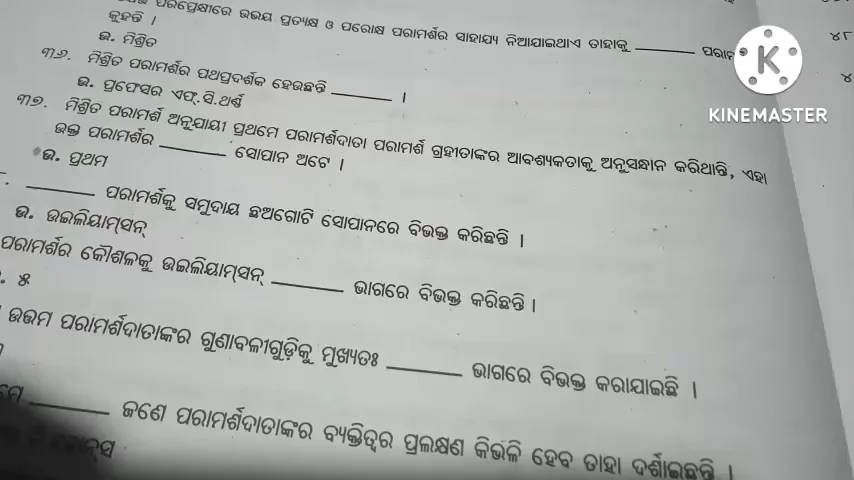 ପରିପ୍ରେକ୍ଷୀରେ ଉଭୟ ପ୍ରତ୍ୟକ୍ଷ ଓ ପରୋକ୍ଷ ପରାମର୍ଶର ସାହାଯ୍ୟ ନିଆଯାଇଥାଏ ତାହାକୁ _______
କୁହନ୍ତି ।
ଉ. ମିଶ୍ରିତ
୩୬. ମିଶ୍ରିତ ପରାମର୍ଶର ପଥପ୍ରଦର୍ଶକ ହେଉଛନ୍ତି _______ ।
ଉ. ପ୍ରଫେସର ଏଫ୍.ସି.ଥର୍ଣ୍ଣ
୩୭. ମିଶ୍ରିତ ପରାମର୍ଶ ଅନୁଯାୟୀ ପ୍ରଥମେ ପରାମର୍ଶଦାତା ପରାମର୍ଶ ଗ୍ରହୀତାଙ୍କର ଆବଶ୍ୟକତାକୁ ଅନୁସନ୍ଧାନ କରିଥାନ୍ତି, ଏହା
ଉକ୍ତ ପରାମର୍ଶର _______ ସୋପାନ ଅଟେ ।
ଉ. ପ୍ରଥମ
_______ ପରାମର୍ଶକୁ ସମୁଦାୟ ଛଅଗୋଟି ସୋପାନରେ ବିଭକ୍ତ କରିଛନ୍ତି ।
ଉ. ଉଇଲିୟାମ୍‌ସନ୍
ପରାମର୍ଶର କୌଶଳକୁ ଉଇଲିୟାମ୍‌ସନ୍ _______ ଭାଗରେ ବିଭକ୍ତ କରିଛନ୍ତି ।
. ୫
ଉତ୍ତମ ପରାମର୍ଶଦାତାଙ୍କର ଗୁଣାବଳୀଗୁଡ଼ିକୁ ମୁଖ୍ୟତଃ _______ ଭାଗରେ ବିଭକ୍ତ କରାଯାଇଛି ।
_______ ଜଣେ ପରାମର୍ଶଦାତାଙ୍କର ବ୍ୟକ୍ତିତ୍ୱର ପ୍ରଲକ୍ଷଣ କିଭଳି ହେବ ତାହା ଦର୍ଶାଇଛନ୍ତି ।
KINEMASTER
୪୮